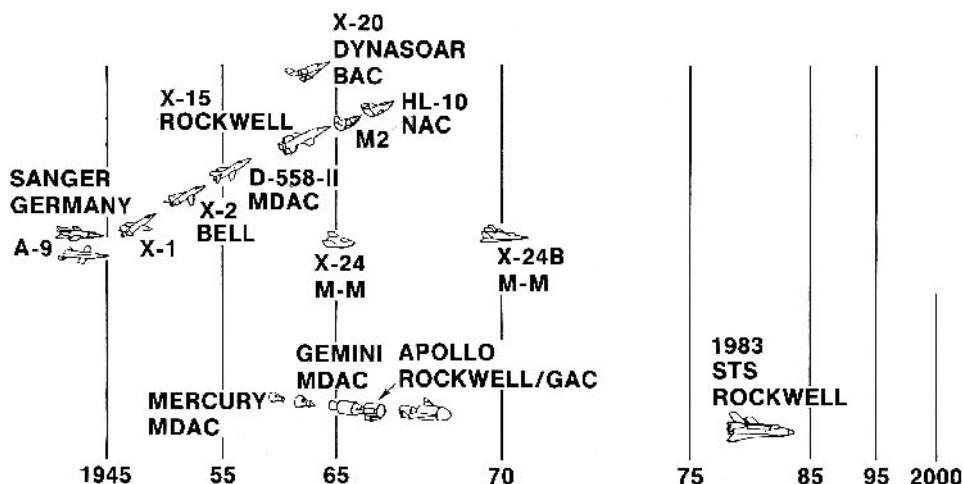 X-20
DYNASOAR
BAC
X-15
ROCKWELL
HL-10
NAC
M2
SANGER
GERMANY
D-558-II
MDAC
X-2
BELL
A-9
X-1
X-24
M-M
X-24B
M-M
GEMINI
MDAC
APOLLO
ROCKWELL/GAC
1983
STS
ROCKWELL
MERCURY
MDAC
1945 55 65 70 75 85 95 2000